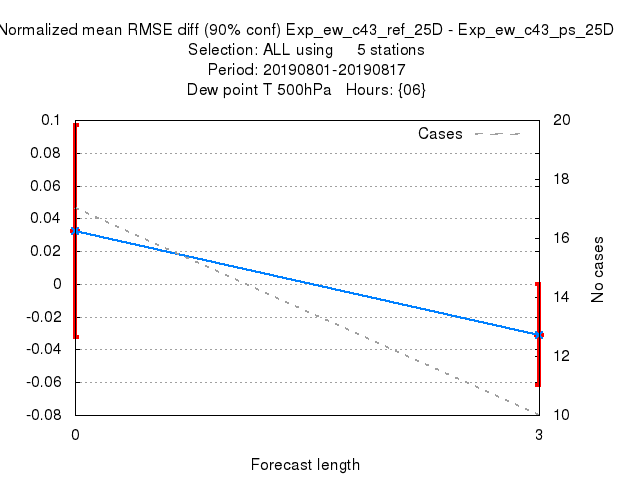 Normalized mean RMSE diff (90% conf) Exp_ew_c43_ref_25D - Exp_ew_c43_ps_25D
Selection: ALL using 5 stations
Period: 20190801-20190817
Dew point T 500hPa Hours: {06}
Cases
0.1
0.08
0.06
0.04
0.02
0
-0.02
-0.04
-0.06
-0.08
20
18
16
14
12
10
No cases
0 3
Forecast length